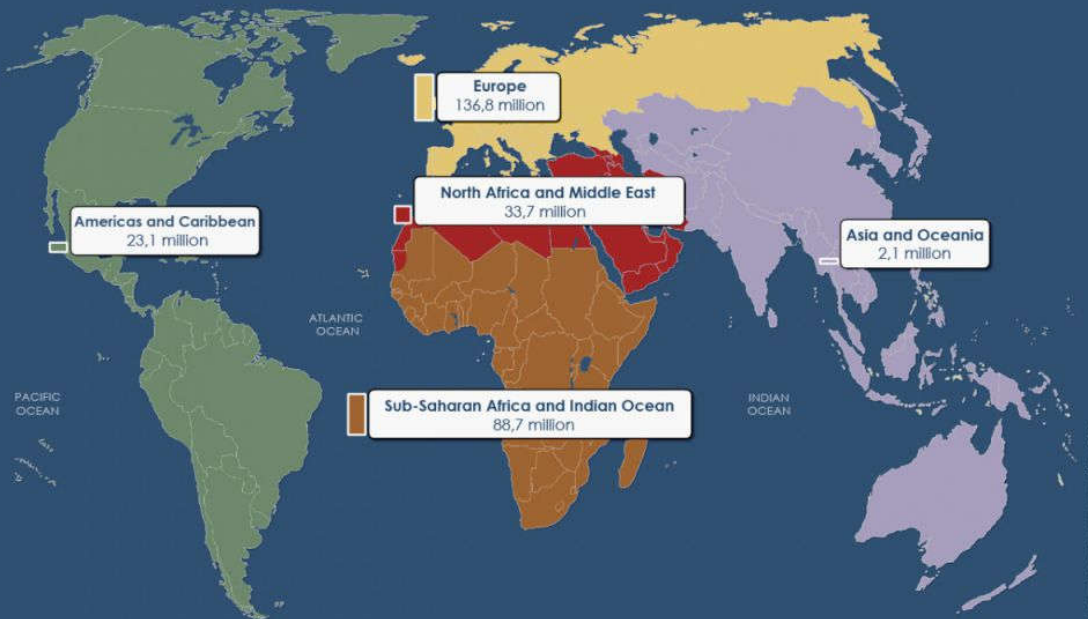 Europe
136,8 million
North Africa and Middle East
33,7 million
Americas and Caribbean
23,1 million
Asia and Oceania
2,1 million
ATLANTIC
OCEAN
PACIFIC
OCEAN
Sub-Saharan Africa and Indian Ocean
88,7 million
INDIAN
OCEAN